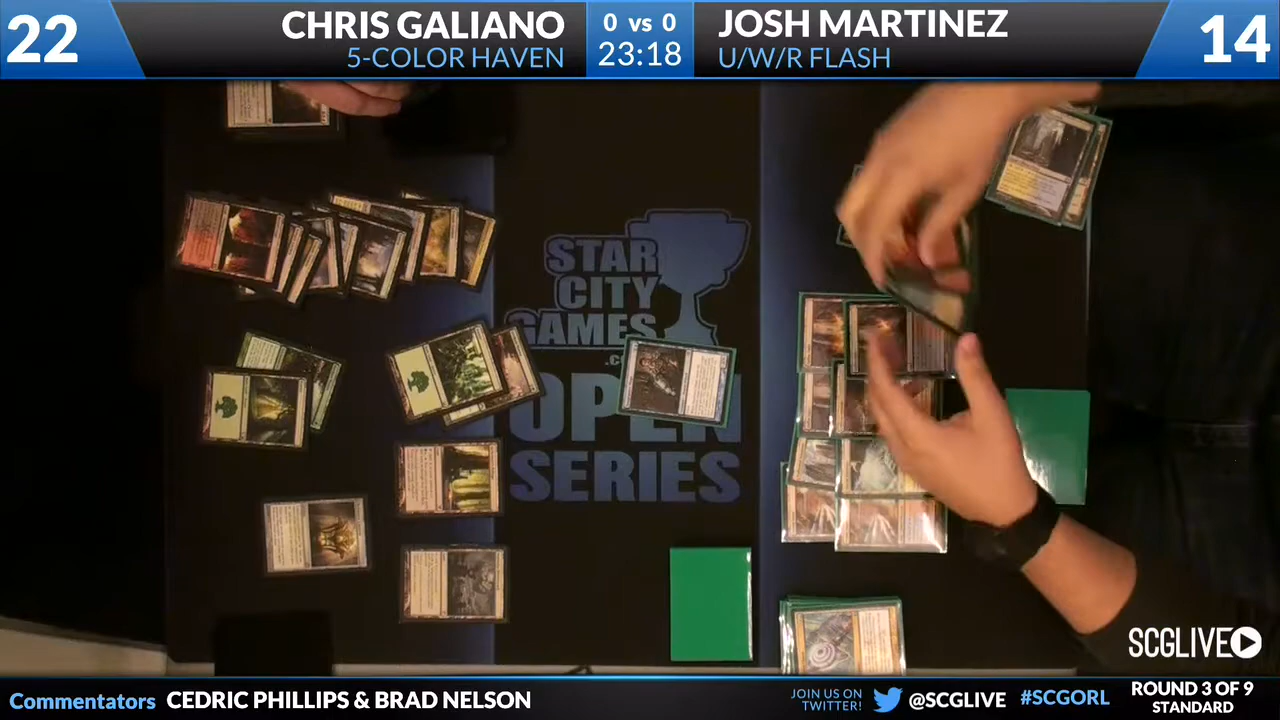 22
CHRIS GALIANO
5-COLOR HAVEN
0 vs 0
23:18
JOSH MARTINEZ
U/W/R FLASH
14
STAR
CITY
GAMES
.co
OPEN
SERIES
SCGLIVE
Commentators CEDRIC PHILLIPS & BRAD NELSON
JOIN US ON
TWITTER!
@SCGLIVE
#SCGORL
ROUND 3 OF 9
STANDARD